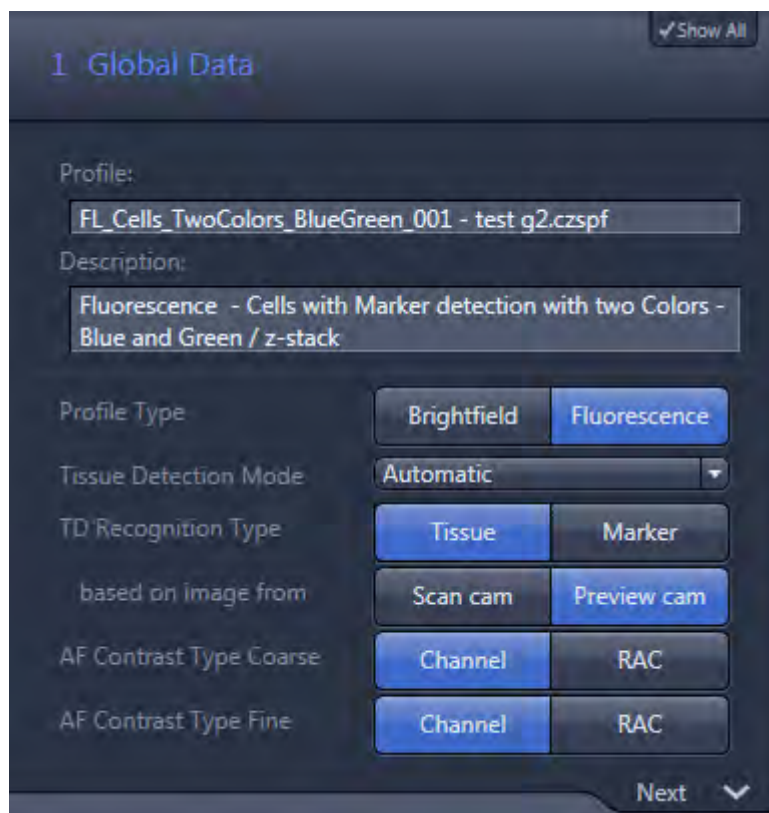 ✓Show All
1 Global Data
Profile:
FL_Cells_TwoColors_BlueGreen_001 - test g2.czspf
Description:
Fluorescence - Cells with Marker detection with two Colors -
Blue and Green / z-stack
Profile Type Brightfield Fluorescence
Tissue Detection Mode Automatic
TD Recognition Type Tissue Marker
based on image from Scan cam Preview cam
AF Contrast Type Coarse Channel RAC
AF Contrast Type Fine Channel RAC
Next